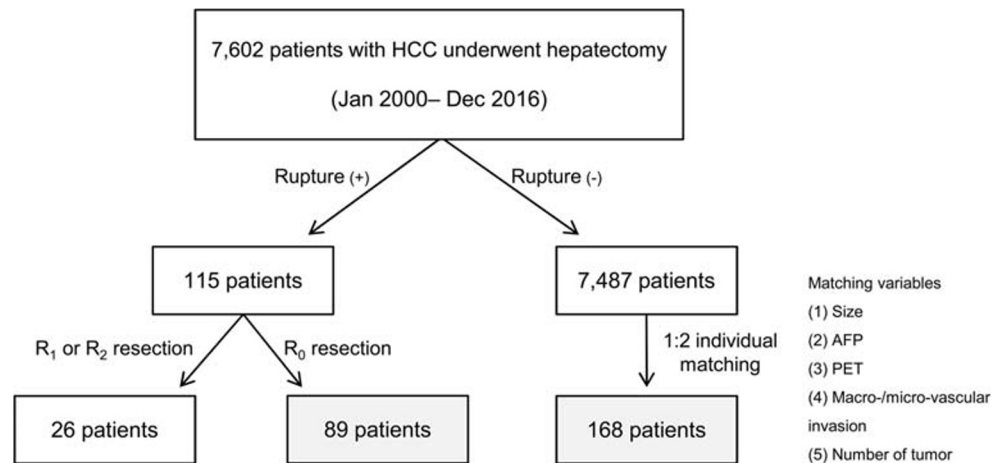 7,602 patients with HCC underwent hepatectomy
(Jan 2000– Dec 2016)
Rupture (+)
Rupture (-)
115 patients
7,487 patients
R₁ or R₂ resection
R₀ resection
1:2 individual
matching
26 patients
89 patients
168 patients
Matching variables
(1) Size
(2) AFP
(3) PET
(4) Macro-/micro-vascular
invasion
(5) Number of tumor